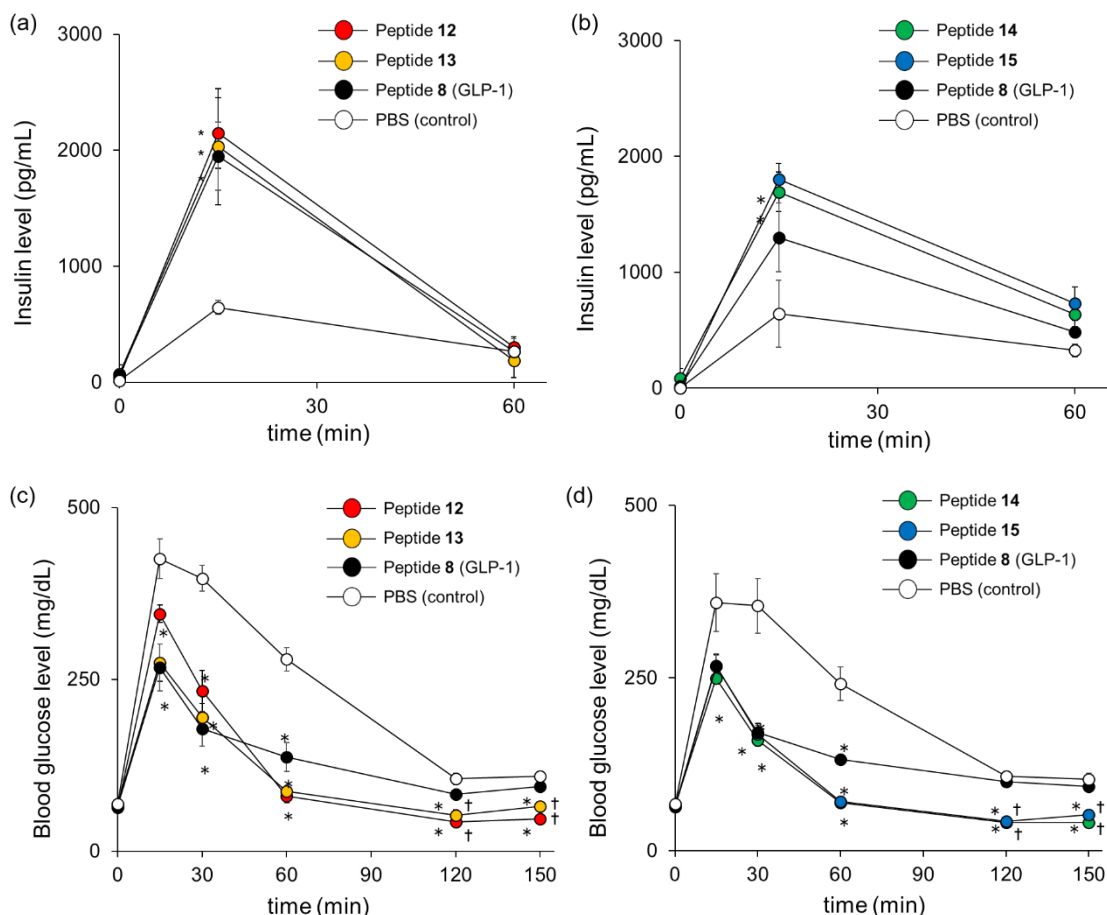 (a)
3000
2000
1000
0
Insulin level (pg/mL)
Peptide 12
Peptide 13
Peptide 8 (GLP-1)
PBS (control)
*
*
*
0 30 60
time (min)
(b)
3000
2000
1000
0
Insulin level (pg/mL)
Peptide 14
Peptide 15
Peptide 8 (GLP-1)
PBS (control)
*
*
0 30 60
time (min)
(c)
500
250
0
Blood glucose level (mg/dL)
Peptide 12
Peptide 13
Peptide 8 (GLP-1)
PBS (control)
*
*
*
*
*
*
*
*
* †
* †
* †
* †
0 30 60 90 120 150
time (min)
(d)
500
250
0
Blood glucose level (mg/dL)
Peptide 14
Peptide 15
Peptide 8 (GLP-1)
PBS (control)
*
*
*
*
*
*
*
* †
* †
* †
* †
0 30 60 90 120 150
time (min)